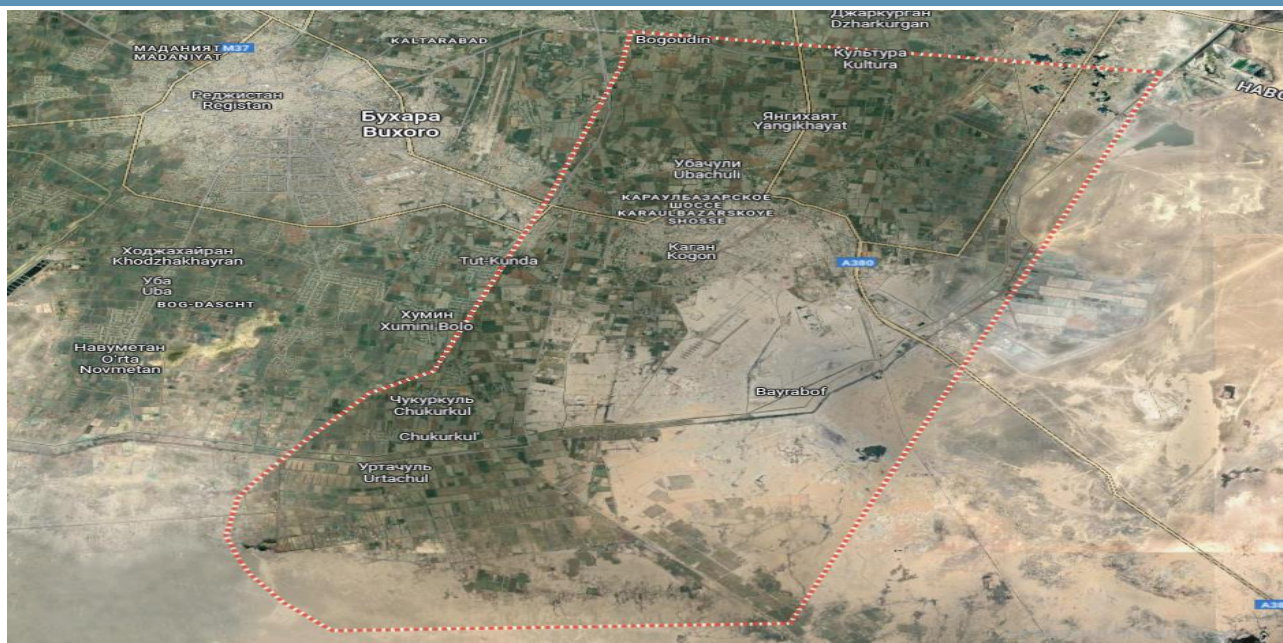 Джаркурган
Dzharkurgan
МАДАНИЯТ
MADANIYAT
M37
KALTARABAD
Bogoudin
Культура
Kultura
Реджистан
Registan
Бухара
Buxoro
Янгихаят
Yangikhayat
Убачули
Ubachuli
КАРАУЛБАЗАРСКОЕ
ШОССЕ
KARAULBAZARSKOYE
SHOSSE
Каган
Kogon
A380
Ходжахайран
Khodzhakhayran
Tut-Kunda
Уба
Uba
BOG-DASCHT
Хумин
Xumini Bolo
Навуметан
O'rta
Novmetan
Чукуркуль
Chukurkul
Bayrabof
Chukurkul'
Уртачуль
Urtachul